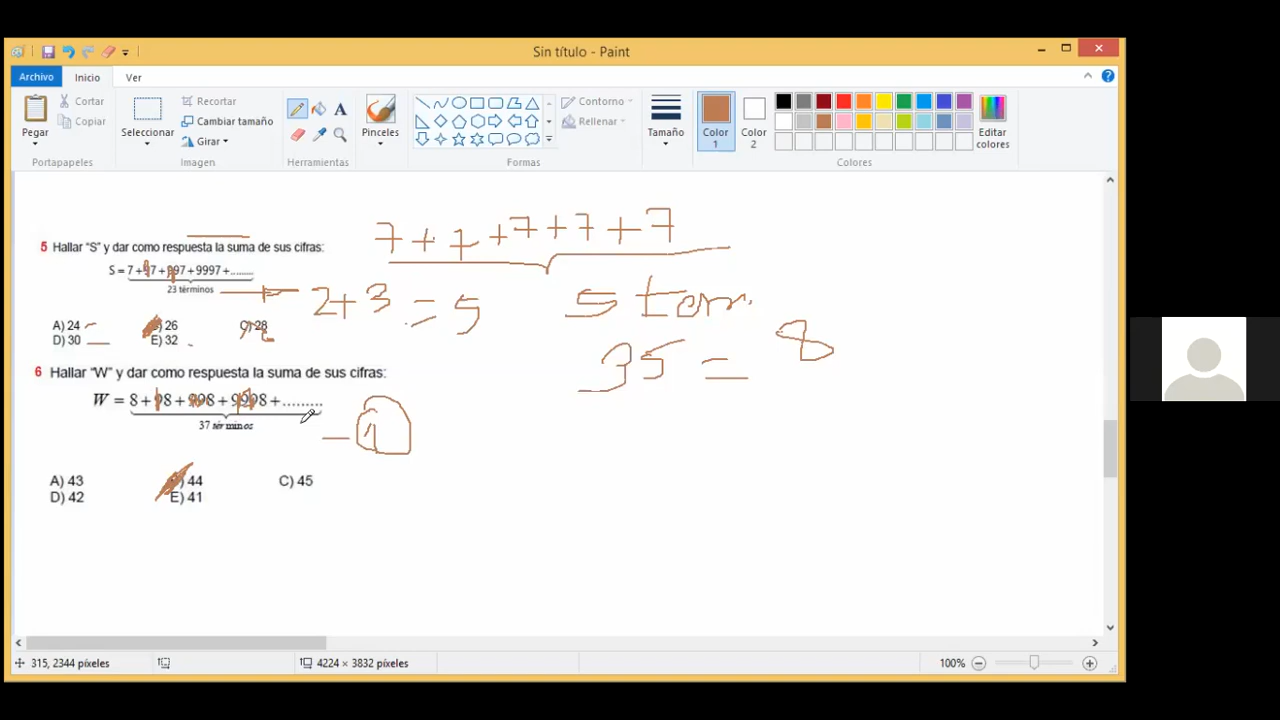 Sin título - Paint
Archivo Inicio Ver
Pegar
Cortar
Copiar
Portapapeles
Seleccionar
Recortar
Cambiar tamaño
Girar
Imagen
A
Herramientas
Pinceles
Contorno
Rellenar
Formas
Tamaño
Color 1
Color 2
Editar colores
Colores
7 + 7 + 7 + 7 + 7
5 Hallar "S" y dar como respuesta la suma de sus cifras:
S = 7 + 97 + 997 + 9997 + ........
23 términos
2 + 3 = 5
5 term.
A) 24 B) 26 C) 28
D) 30 E) 32
35 = 8
6 Hallar "W" y dar como respuesta la suma de sus cifras:
W = 8 + 98 + 998 + 9998 + .........
37 términos
- 1
A) 43 B) 44 C) 45
D) 42 E) 41
315, 2344 píxeles
4224 × 3832 píxeles
100%